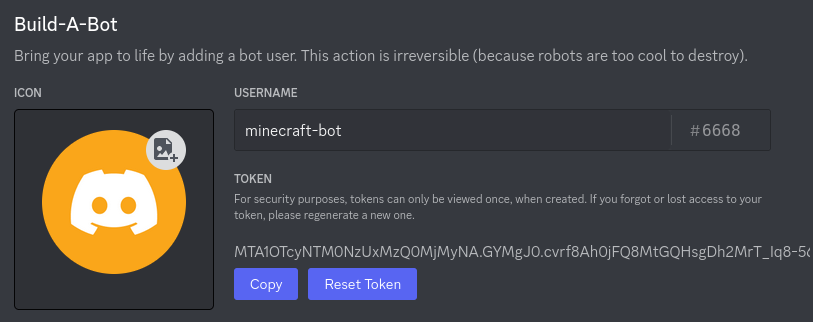 Build-A-Bot
Bring your app to life by adding a bot user. This action is irreversible (because robots are too cool to destroy).
ICON
USERNAME
minecraft-bot
#6668
TOKEN
For security purposes, tokens can only be viewed once, when created. If you forgot or lost access to your
token, please regenerate a new one.
MTA1OTcyNTM0NzUxMzQ0MjMyNA.GYMgJ0.cvrf8Ah0jFQ8MtGQHsgDh2MrT_Iq8-56
Copy
Reset Token